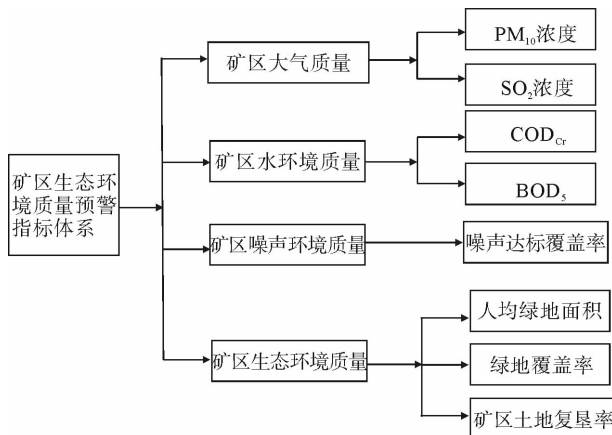 矿区生态环
境质量预警
指标体系
矿区大气质量
PM₁₀浓度
SO₂浓度
矿区水环境质量
COD_Cr
BOD₅
矿区噪声环境质量
噪声达标覆盖率
矿区生态环境质量
人均绿地面积
绿地覆盖率
矿区土地复垦率